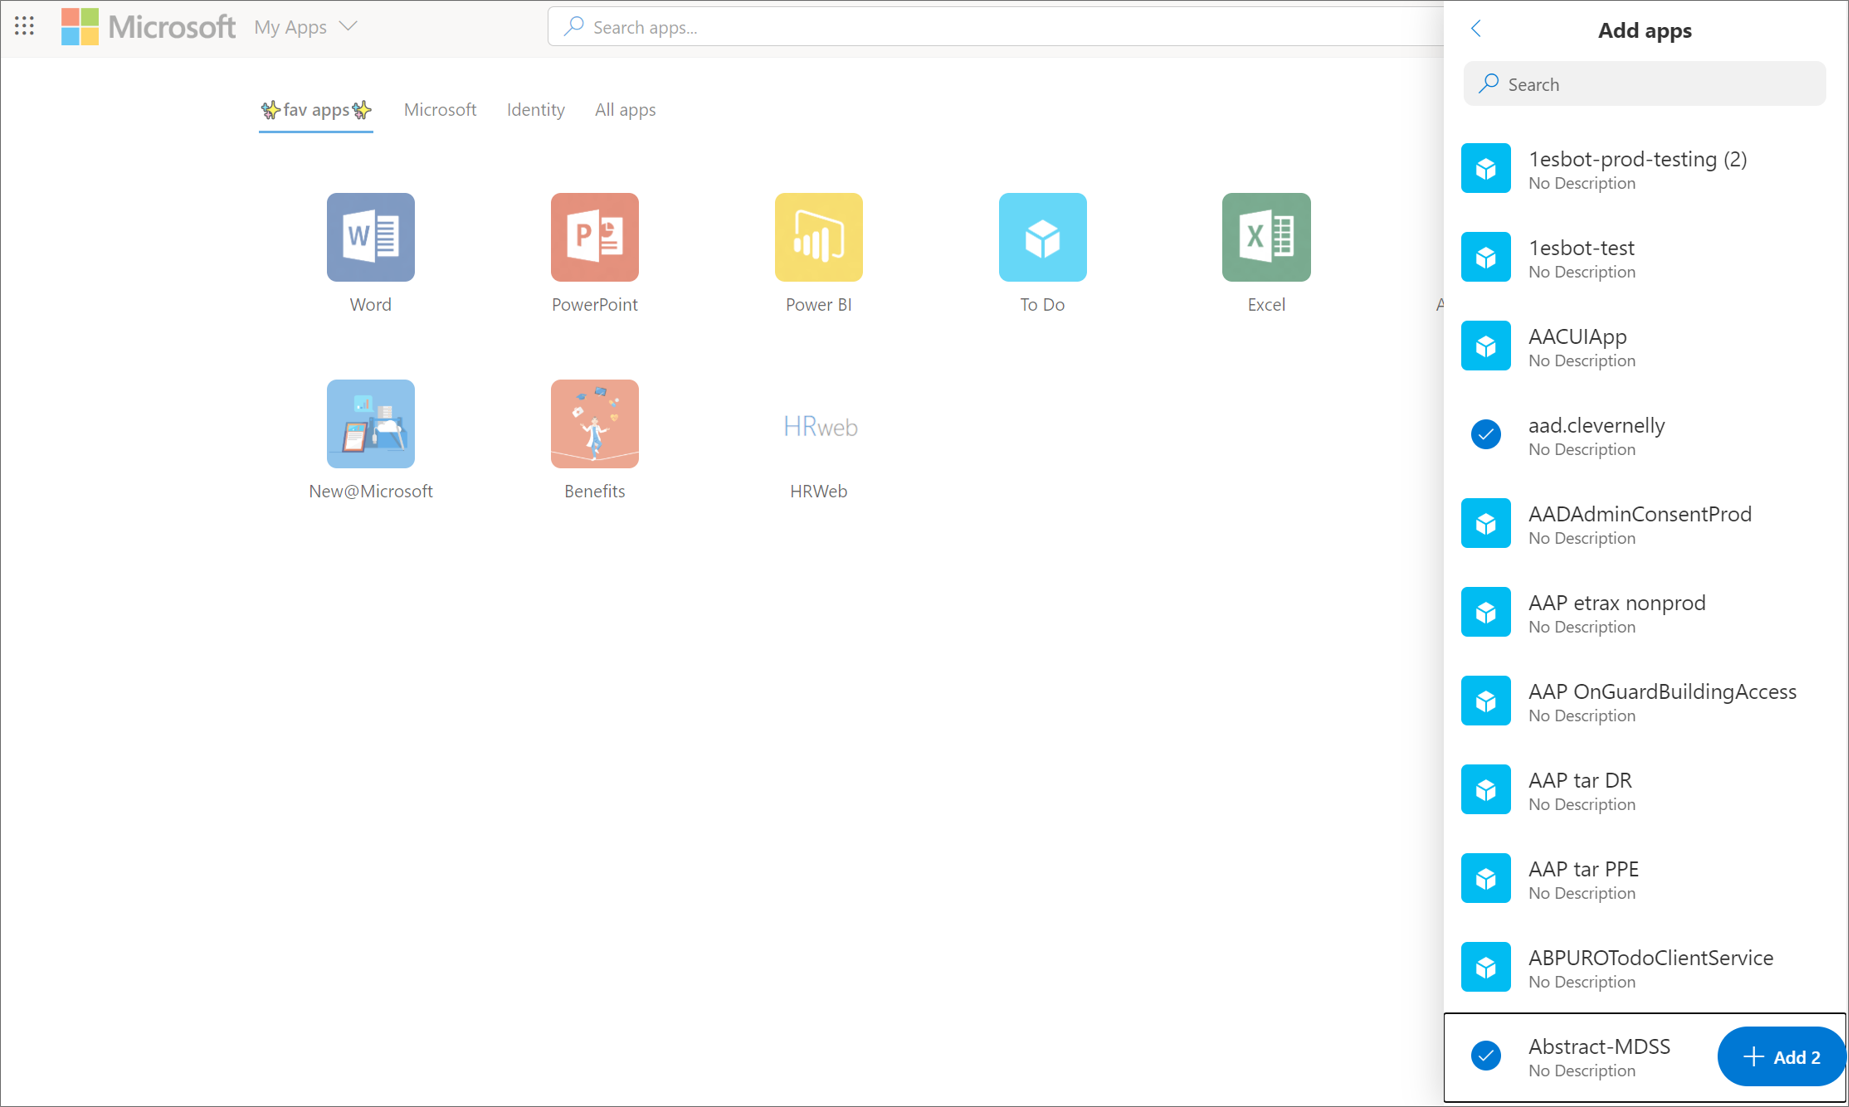 Microsoft My Apps
Search apps...
✨fav apps✨ Microsoft Identity All apps
Word PowerPoint Power BI To Do Excel A
New@Microsoft Benefits HRweb HRWeb
Add apps
Search
1esbot-prod-testing (2)
No Description
1esbot-test
No Description
AACUIApp
No Description
aad.clevernelly
No Description
AADAdminConsentProd
No Description
AAP etrax nonprod
No Description
AAP OnGuardBuildingAccess
No Description
AAP tar DR
No Description
AAP tar PPE
No Description
ABPUROTodoClientService
No Description
Abstract-MDSS
No Description
+ Add 2